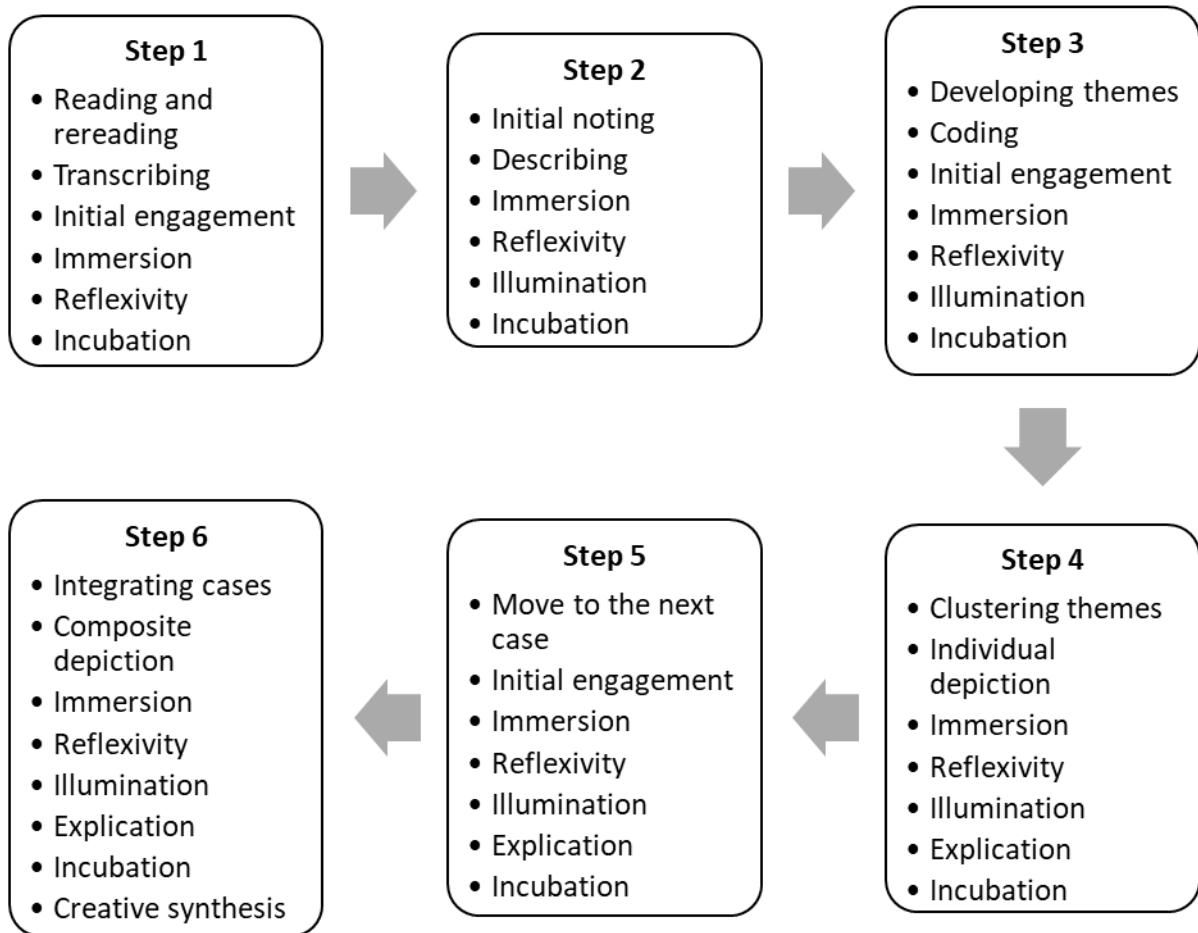 Step 1
• Reading and
rereading
• Transcribing
• Initial engagement
• Immersion
• Reflexivity
• Incubation
Step 2
• Initial noting
• Describing
• Immersion
• Reflexivity
• Illumination
• Incubation
Step 3
• Developing themes
• Coding
• Initial engagement
• Immersion
• Reflexivity
• Illumination
• Incubation
Step 4
• Clustering themes
• Individual
depiction
• Immersion
• Reflexivity
• Illumination
• Explication
• Incubation
Step 5
• Move to the next
case
• Initial engagement
• Immersion
• Reflexivity
• Illumination
• Explication
• Incubation
Step 6
• Integrating cases
• Composite
depiction
• Immersion
• Reflexivity
• Illumination
• Explication
• Incubation
• Creative synthesis